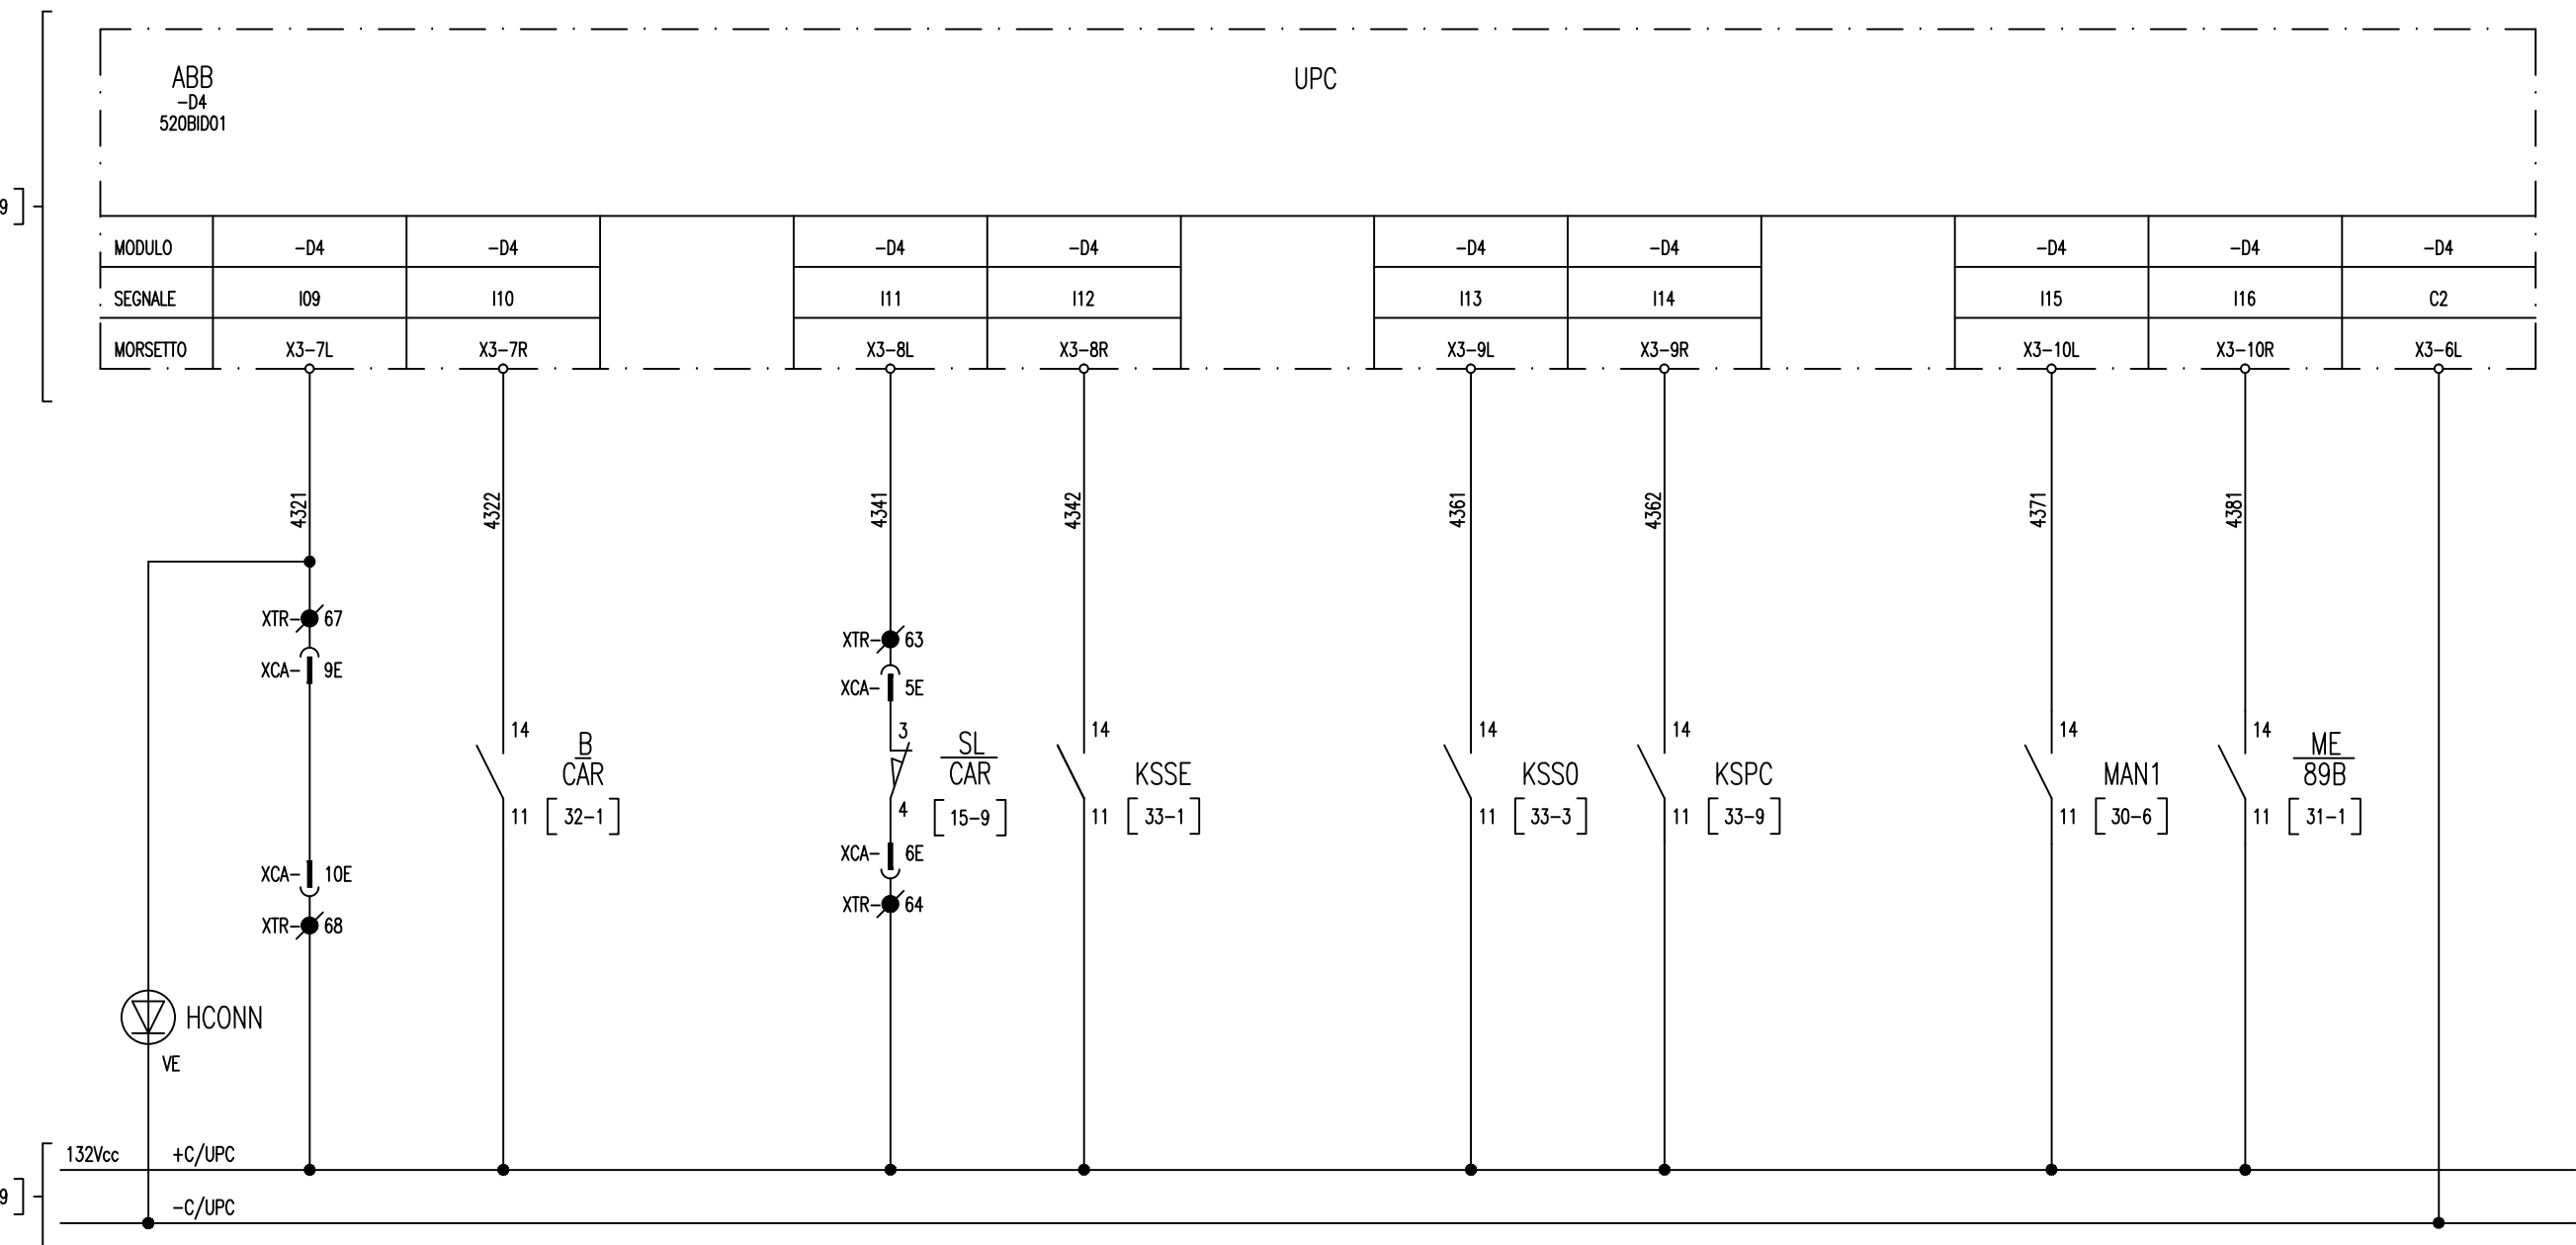 ABB
-D4
520BID01
UPC
9
MODULO -D4 -D4 -D4 -D4 -D4 -D4 -D4 -D4 -D4
SEGNALE I09 I10 I11 I12 I13 I14 I15 I16 C2
MORSETTO X3-7L X3-7R X3-8L X3-8R X3-9L X3-9R X3-10L X3-10R X3-6L
4321 4322 4341 4342 4361 4362 4371 4381
XTR- 67
XCA- 9E
XTR- 63
XCA- 5E
14 3 14 14 14 14 14
B
CAR
SL
CAR
KSSE
KSSO
KSPC
MAN1
ME
89B
11 32-1
4 15-9
11 33-1
11 33-3
11 33-9
11 30-6
11 31-1
XCA- 6E
XTR- 64
XCA- 10E
XTR- 68
HCONN
VE
132Vcc +C/UPC
9
-C/UPC